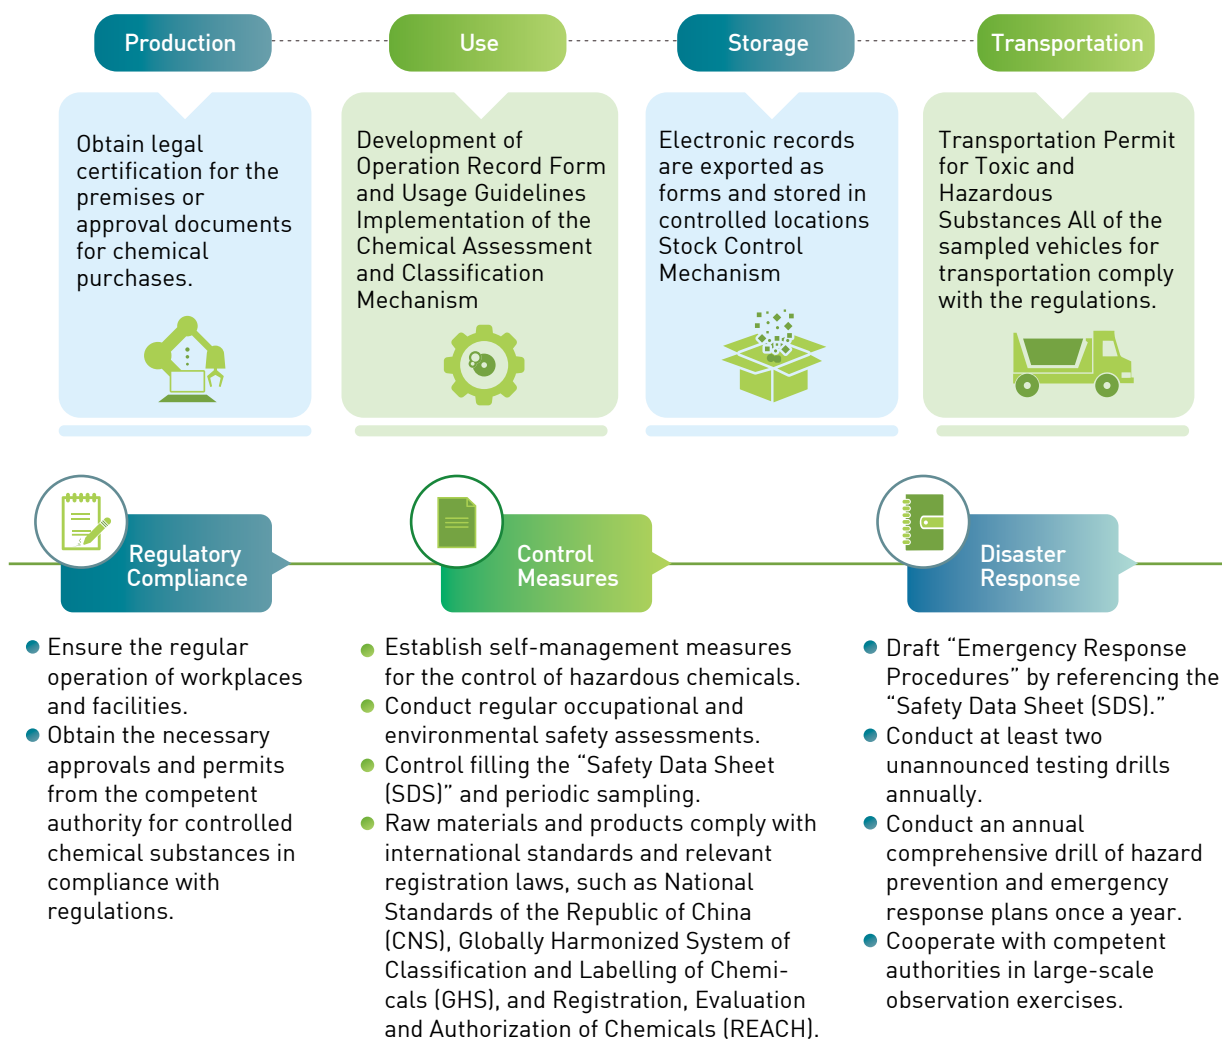 Production
Use
Storage
Transportation
Obtain legal
certification for the
premises or
approval documents
for chemical
purchases.
Development of
Operation Record Form
and Usage Guidelines
Implementation of the
Chemical Assessment
and Classification
Mechanism
Electronic records
are exported as
forms and stored in
controlled locations
Stock Control
Mechanism
Transportation Permit
for Toxic and
Hazardous
Substances All of the
sampled vehicles for
transportation comply
with the regulations.
Regulatory
Compliance
Control
Measures
Disaster
Response
Ensure the regular
operation of workplaces
and facilities.
Obtain the necessary
approvals and permits
from the competent
authority for controlled
chemical substances in
compliance with
regulations.
Establish self-management measures
for the control of hazardous chemicals.
Conduct regular occupational and
environmental safety assessments.
Control filling the “Safety Data Sheet
(SDS)” and periodic sampling.
Raw materials and products comply with
international standards and relevant
registration laws, such as National
Standards of the Republic of China
(CNS), Globally Harmonized System of
Classification and Labelling of Chemi-
cals (GHS), and Registration, Evaluation
and Authorization of Chemicals (REACH).
Draft “Emergency Response
Procedures” by referencing the
“Safety Data Sheet (SDS).”
Conduct at least two
unannounced testing drills
annually.
Conduct an annual
comprehensive drill of hazard
prevention and emergency
response plans once a year.
Cooperate with competent
authorities in large-scale
observation exercises.